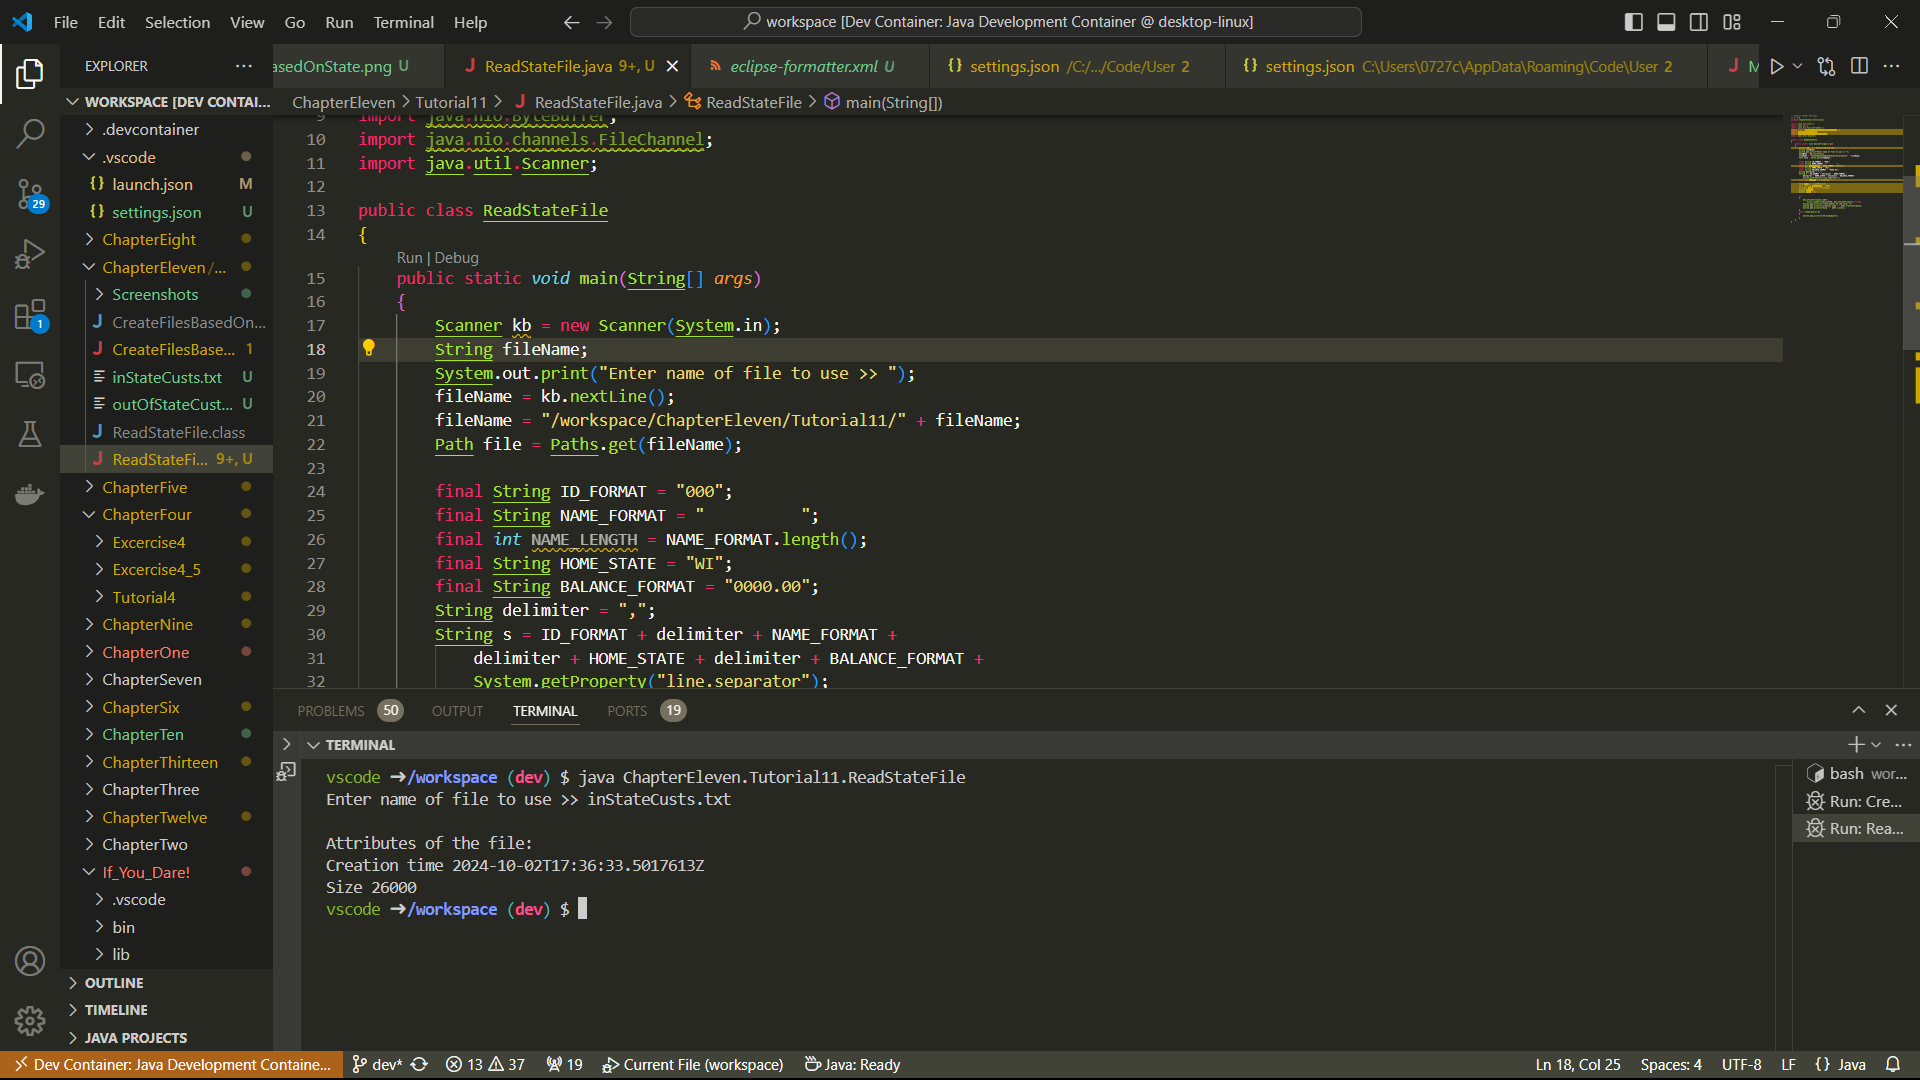 File Edit Selection View Go Run Terminal Help
workspace [Dev Container: Java Development Container @ desktop-linux]
EXPLORER
asedOnState.png U
ReadStateFile.java 9+, U
eclipse-formatter.xml U
settings.json /C:/.../Code/User 2
settings.json C:\Users\0727c\AppData\Roaming\Code\User 2
WORKSPACE [DEV CONTAI...
ChapterEleven > Tutorial11 > ReadStateFile.java > ReadStateFile > main(String[])
.devcontainer
.vscode
launch.json M
settings.json U
ChapterEight
ChapterEleven /...
Screenshots
CreateFilesBasedOn...
CreateFilesBase... 1
inStateCusts.txt U
outOfStateCust... U
ReadStateFile.class
ReadStateFi... 9+, U
ChapterFive
ChapterFour
Excercise4
Excercise4_5
Tutorial4
ChapterNine
ChapterOne
ChapterSeven
ChapterSix
ChapterTen
ChapterThirteen
ChapterThree
ChapterTwelve
ChapterTwo
If_You_Dare!
.vscode
bin
lib
OUTLINE
TIMELINE
JAVA PROJECTS
29
1
9 import java.nio.ByteBuffer;
10 import java.nio.channels.FileChannel;
11 import java.util.Scanner;
12
13 public class ReadStateFile
14 {
Run | Debug
15 public static void main(String[] args)
16 {
17 Scanner kb = new Scanner(System.in);
18 String fileName;
19 System.out.print("Enter name of file to use >> ");
20 fileName = kb.nextLine();
21 fileName = "/workspace/ChapterEleven/Tutorial11/" + fileName;
22 Path file = Paths.get(fileName);
23
24 final String ID_FORMAT = "000";
25 final String NAME_FORMAT = "          ";
26 final int NAME_LENGTH = NAME_FORMAT.length();
27 final String HOME_STATE = "WI";
28 final String BALANCE_FORMAT = "0000.00";
29 String delimiter = ",";
30 String s = ID_FORMAT + delimiter + NAME_FORMAT +
31 delimiter + HOME_STATE + delimiter + BALANCE_FORMAT +
32 System.getProperty("line.separator");
PROBLEMS 50 OUTPUT TERMINAL PORTS 19
TERMINAL
vscode ➜/workspace (dev) $ java ChapterEleven.Tutorial11.ReadStateFile
Enter name of file to use >> inStateCusts.txt
Attributes of the file:
Creation time 2024-10-02T17:36:33.5017613Z
Size 26000
vscode ➜/workspace (dev) $
bash wor...
Run: Cre...
Run: Rea...
Dev Container: Java Development Containe... dev* 13 37 19 Current File (workspace) Java: Ready Ln 18, Col 25 Spaces: 4 UTF-8 LF {} Java